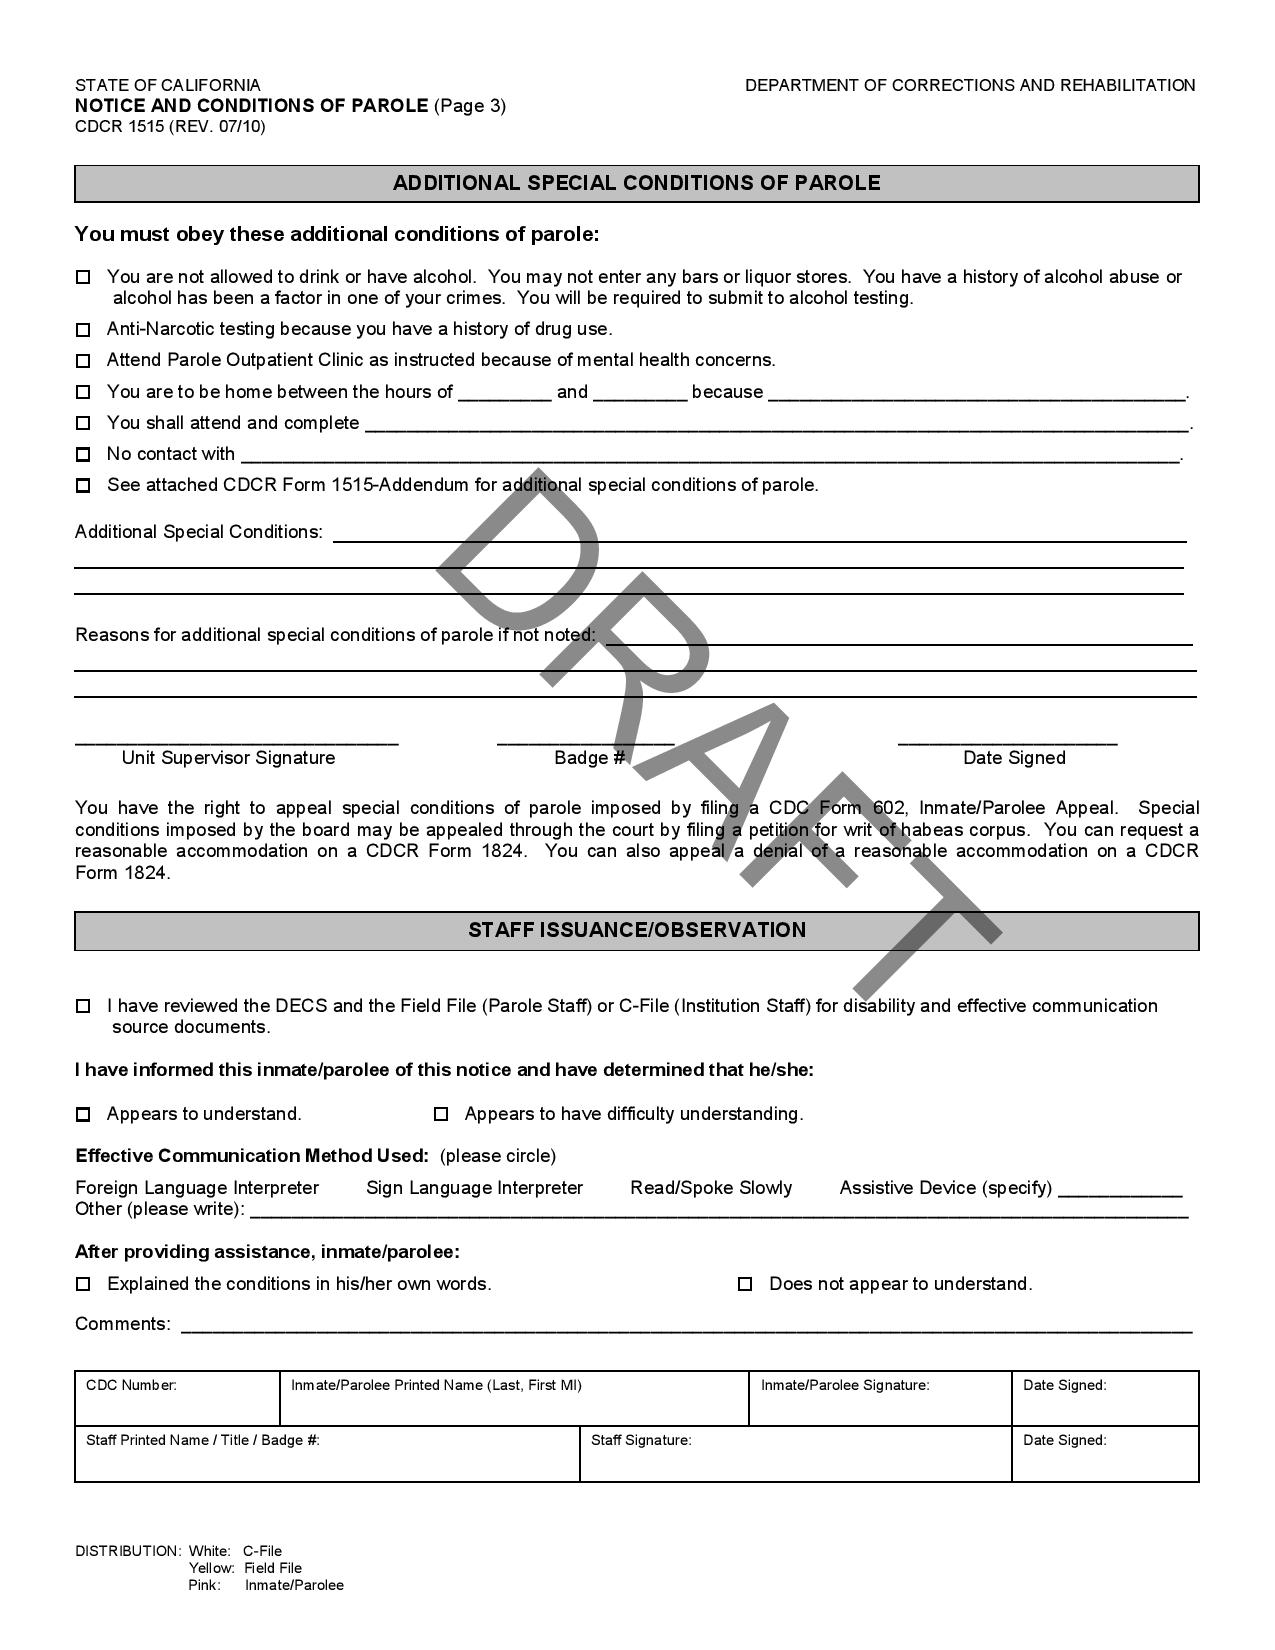 STATE OF CALIFORNIA DEPARTMENT OF CORRECTIONS AND REHABILITATION
NOTICE AND CONDITIONS OF PAROLE (Page 3)
CDCR 1515 (REV. 07/10)
ADDITIONAL SPECIAL CONDITIONS OF PAROLE
You must obey these additional conditions of parole:
☐ You are not allowed to drink or have alcohol. You may not enter any bars or liquor stores. You have a history of alcohol abuse or
alcohol has been a factor in one of your crimes. You will be required to submit to alcohol testing.
☐ Anti-Narcotic testing because you have a history of drug use.
☐ Attend Parole Outpatient Clinic as instructed because of mental health concerns.
☐ You are to be home between the hours of _________ and _________ because ________________________________________.
☐ You shall attend and complete ________________________________________.
☐ No contact with ________________________________________.
☐ See attached CDCR Form 1515-Addendum for additional special conditions of parole.
Additional Special Conditions:
Reasons for additional special conditions of parole if not noted:
Unit Supervisor Signature Badge # Date Signed
You have the right to appeal special conditions of parole imposed by filing a CDC Form 602, Inmate/Parolee Appeal. Special
conditions imposed by the board may be appealed through the court by filing a petition for writ of habeas corpus. You can request a
reasonable accommodation on a CDCR Form 1824. You can also appeal a denial of a reasonable accommodation on a CDCR
Form 1824.
DRAFT
STAFF ISSUANCE/OBSERVATION
☐ I have reviewed the DECS and the Field File (Parole Staff) or C-File (Institution Staff) for disability and effective communication
source documents.
I have informed this inmate/parolee of this notice and have determined that he/she:
☐ Appears to understand. ☐ Appears to have difficulty understanding.
Effective Communication Method Used: (please circle)
Foreign Language Interpreter Sign Language Interpreter Read/Spoke Slowly Assistive Device (specify) ____________
Other (please write): ________________________________________
After providing assistance, inmate/parolee:
☐ Explained the conditions in his/her own words. ☐ Does not appear to understand.
Comments: ________________________________________
CDC Number: Inmate/Parolee Printed Name (Last, First MI) Inmate/Parolee Signature: Date Signed:
Staff Printed Name / Title / Badge #: Staff Signature: Date Signed:
DISTRIBUTION: White: C-File
Yellow: Field File
Pink: Inmate/Parolee